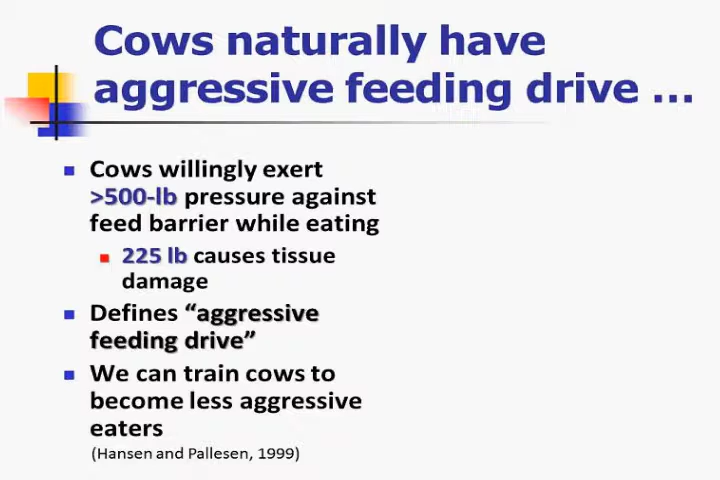 Cows naturally have
aggressive feeding drive ...
Cows willingly exert
>500-lb pressure against
feed barrier while eating
225 lb causes tissue
damage
Defines “aggressive
feeding drive”
We can train cows to
become less aggressive
eaters
(Hansen and Pallesen, 1999)